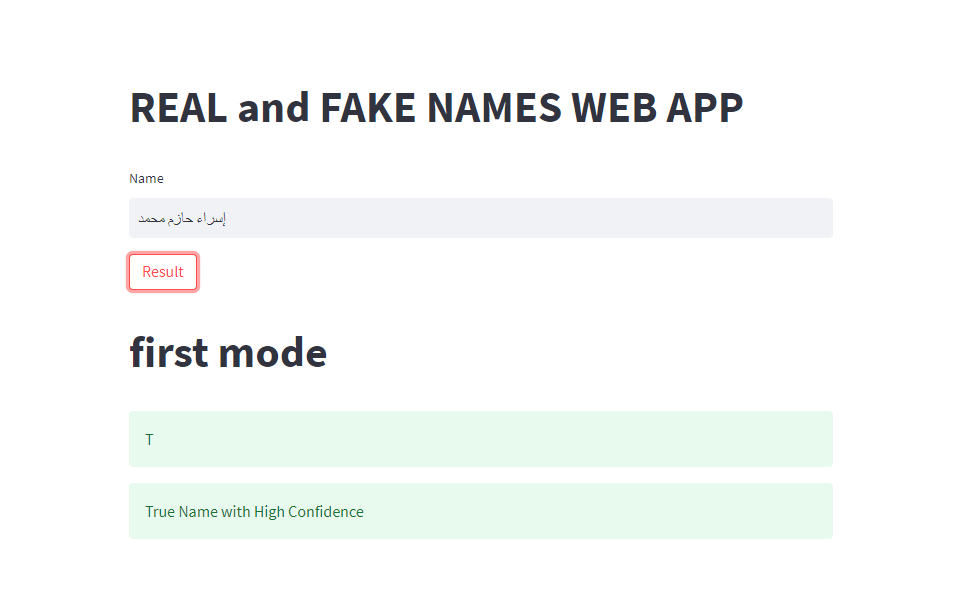 REAL and FAKE NAMES WEB APP
Name
إسراء حازم محمد
Result
first mode
T
True Name with High Confidence